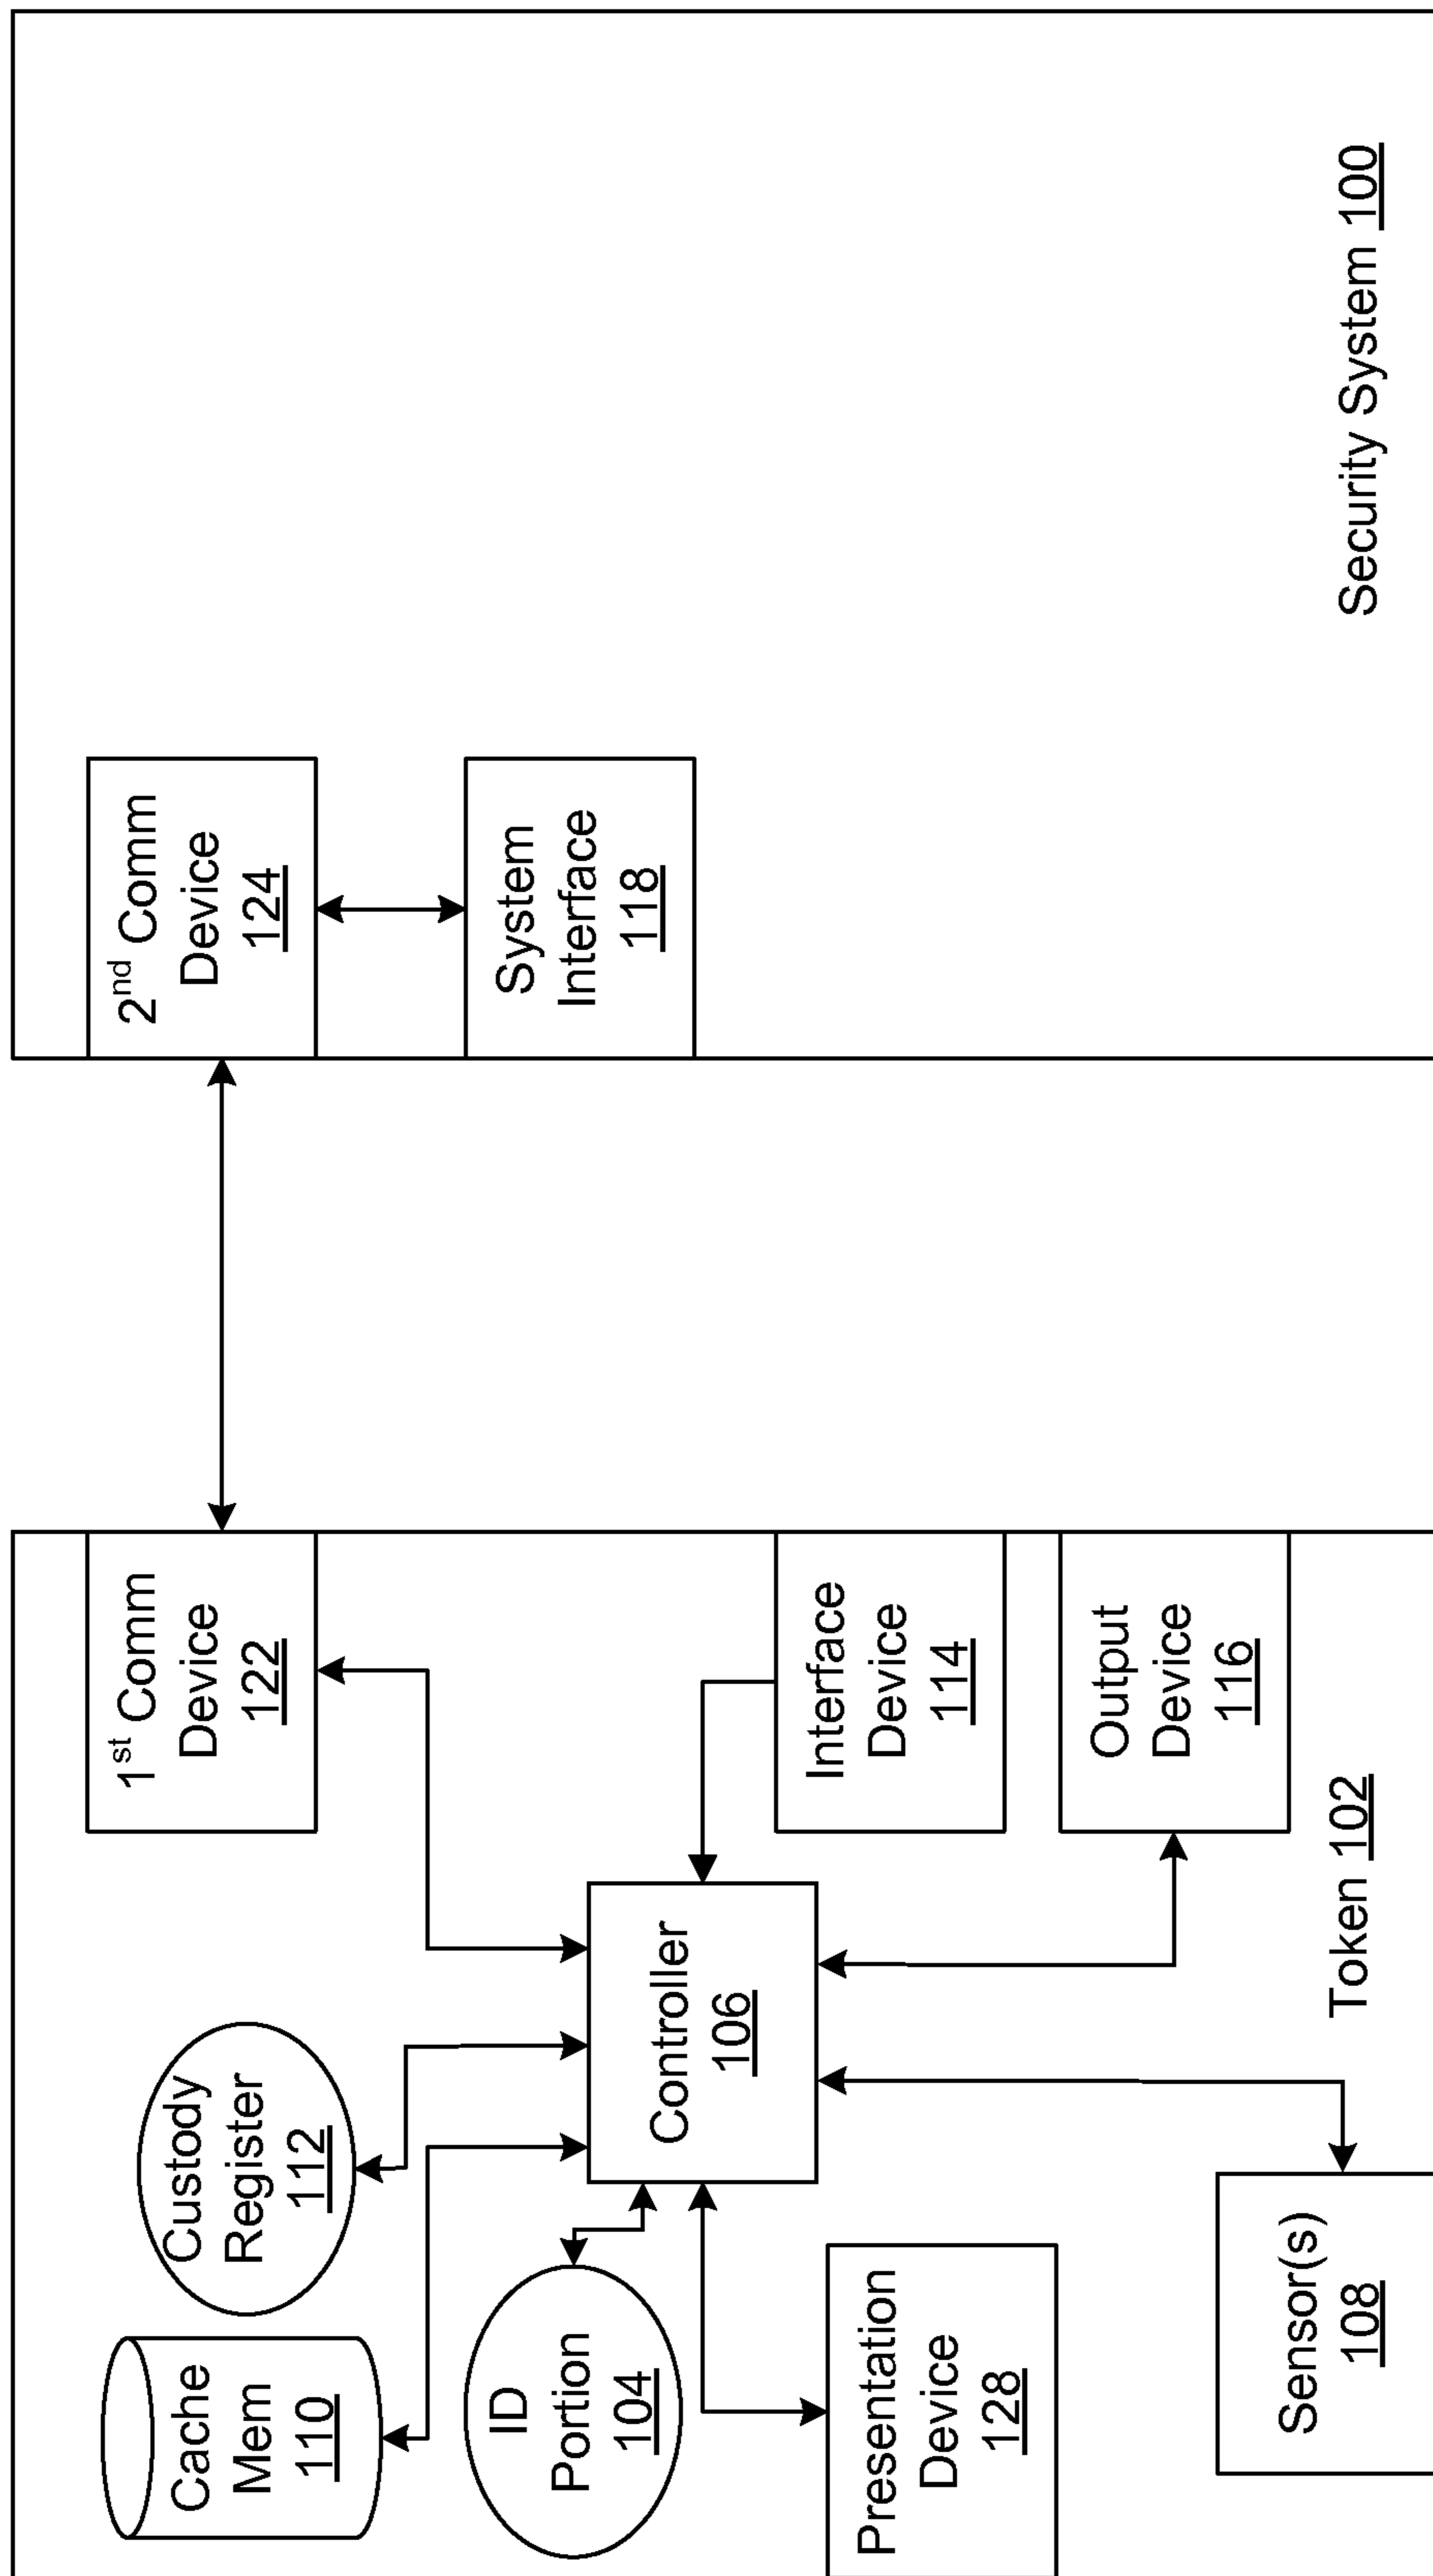 Cache
Mem
110
Custody
Register
112
1st Comm
Device
122
2nd Comm
Device
124
ID
Portion
104
Controller
106
System
Interface
118
Presentation
Device
128
Interface
Device
114
Output
Device
116
Sensor(s)
108
Token 102
Security System 100